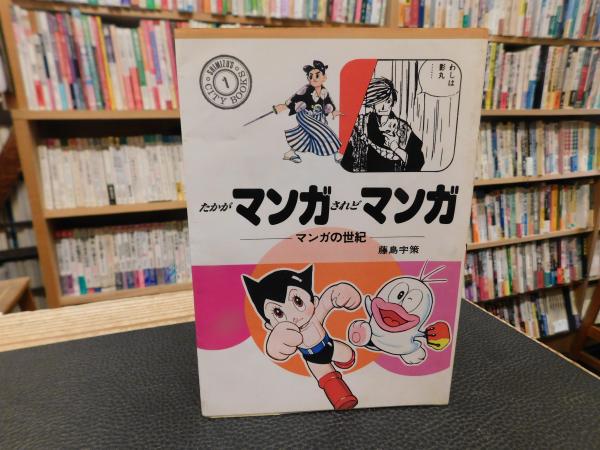 SHIMIZU'S
1
CITY BOOKS
わしは
影丸
……
たかがマンガされどマンガ
マンガの世紀
藤島宇策